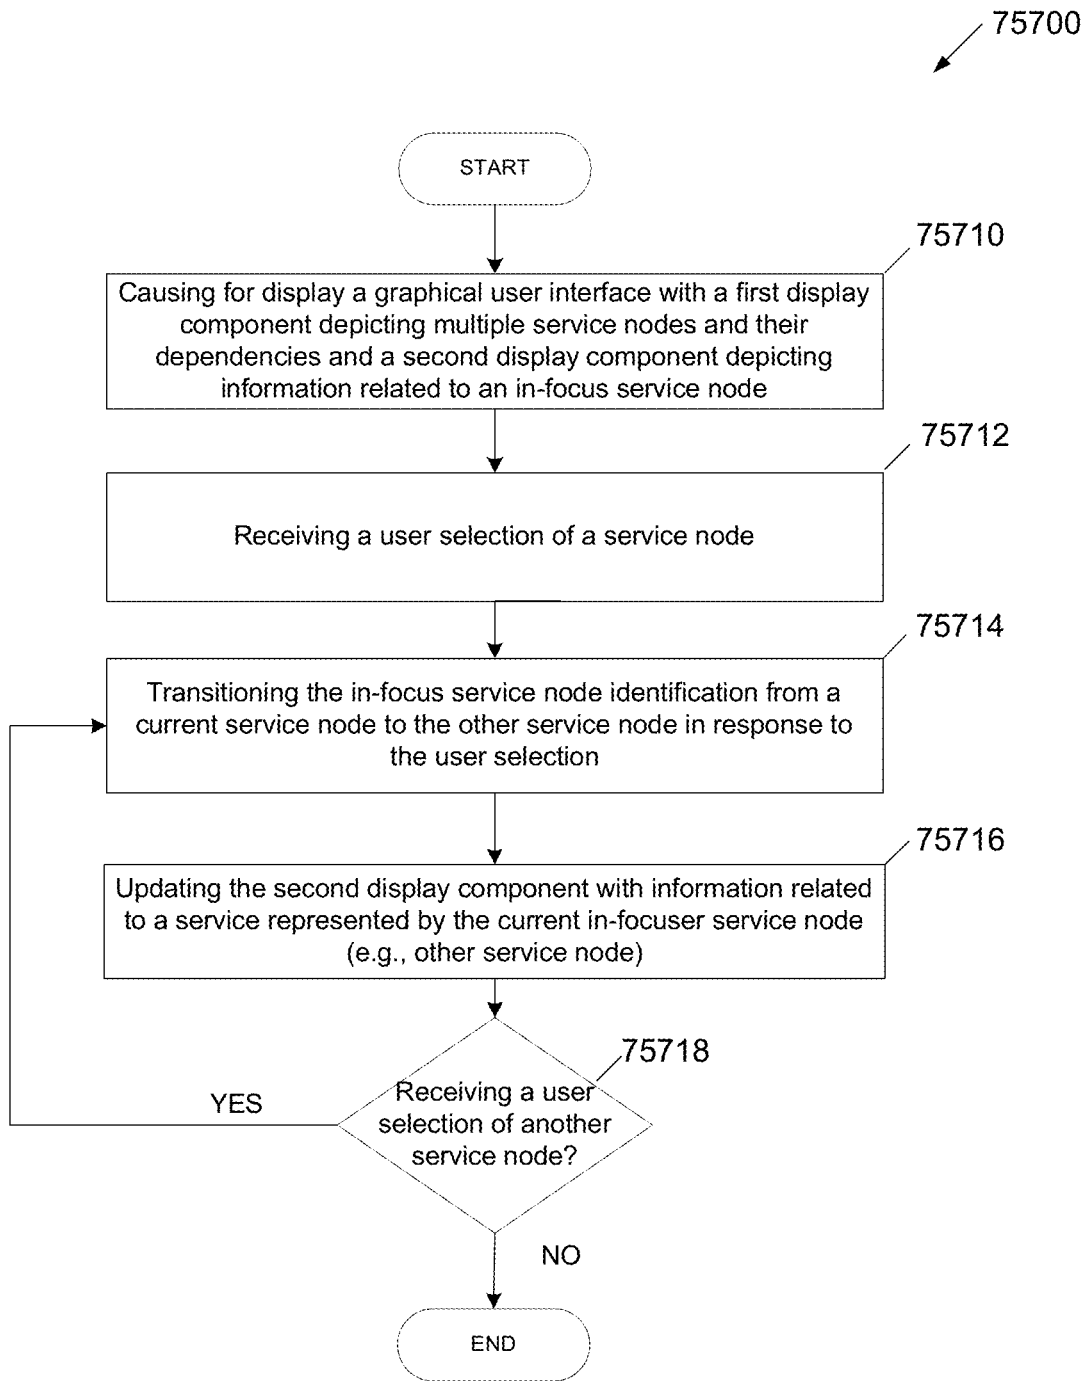 75700
START
75710
Causing for display a graphical user interface with a first display
component depicting multiple service nodes and their
dependencies and a second display component depicting
information related to an in-focus service node
75712
Receiving a user selection of a service node
75714
Transitioning the in-focus service node identification from a
current service node to the other service node in response to
the user selection
75716
Updating the second display component with information related
to a service represented by the current in-focuser service node
(e.g., other service node)
75718
Receiving a user
selection of another
service node?
YES
NO
END